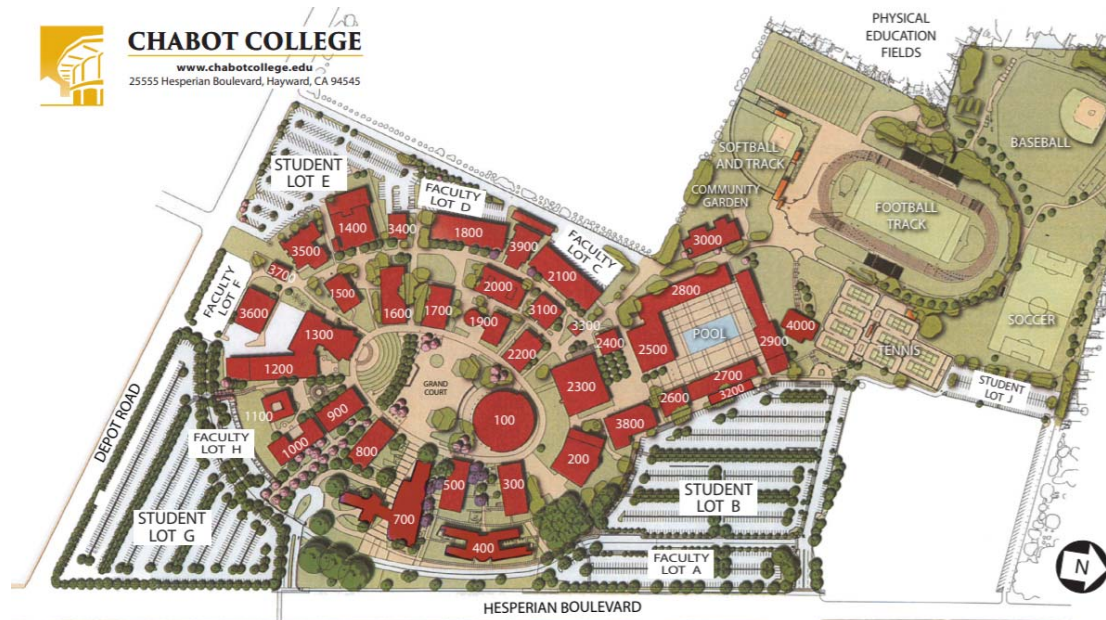 CHABOT COLLEGE
www.chabotcollege.edu
25555 Hesperian Boulevard, Hayward, CA 94545
PHYSICAL
EDUCATION
FIELDS
BASEBALL
SOFTBALL
AND TRACK
COMMUNITY
GARDEN
FOOTBALL
TRACK
SOCCER
TENNIS
STUDENT
LOT J
STUDENT
LOT E
FACULTY
LOT D
FACULTY
LOT C
FACULTY
LOT F
1400
3400
1800
3900
2100
3500
3700
1500
1600
1700
2000
1900
3100
3300
2200
2400
3000
2800
POOL
2500
2900
4000
2700
3200
2600
3600
1300
1200
GRAND
COURT
2300
100
3800
200
1100
900
1000
800
500
300
700
400
FACULTY
LOT H
STUDENT
LOT G
STUDENT
LOT B
FACULTY
LOT A
DEPOT ROAD
HESPERIAN BOULEVARD
N